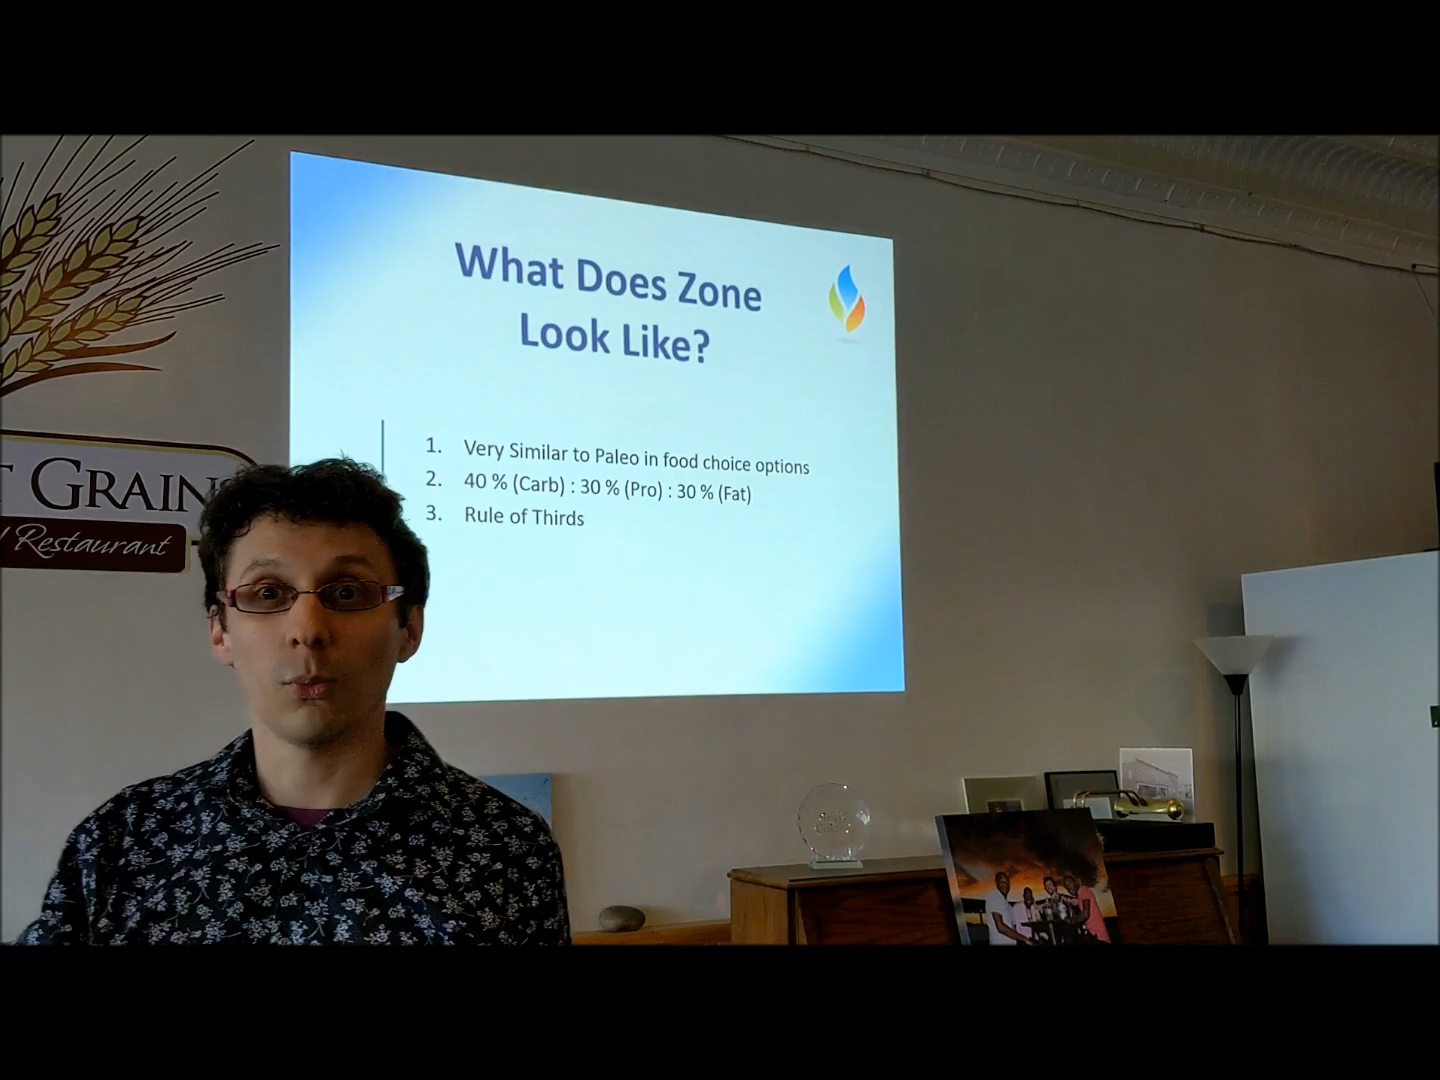 What Does Zone
Look Like?
1. Very Similar to Paleo in food choice options
2. 40 % (Carb) : 30 % (Pro) : 30 % (Fat)
3. Rule of Thirds
GRAINS
Restaurant